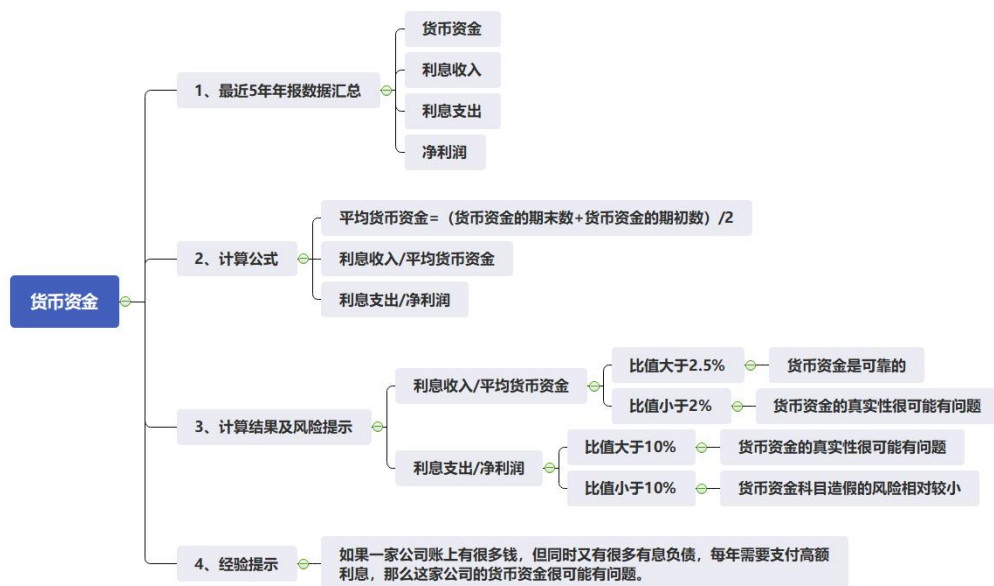 货币资金
1、最近5年年报数据汇总
货币资金
利息收入
利息支出
净利润
2、计算公式
平均货币资金=（货币资金的期末数+货币资金的期初数）/2
利息收入/平均货币资金
利息支出/净利润
3、计算结果及风险提示
利息收入/平均货币资金
比值大于2.5%
货币资金是可靠的
比值小于2%
货币资金的真实性很可能有问题
利息支出/净利润
比值大于10%
货币资金的真实性很可能有问题
比值小于10%
货币资金科目造假的风险相对较小
4、经验提示
如果一家公司账上有很多钱，但同时又有很多有息负债，每年需要支付高额
利息，那么这家公司的货币资金很可能有问题。